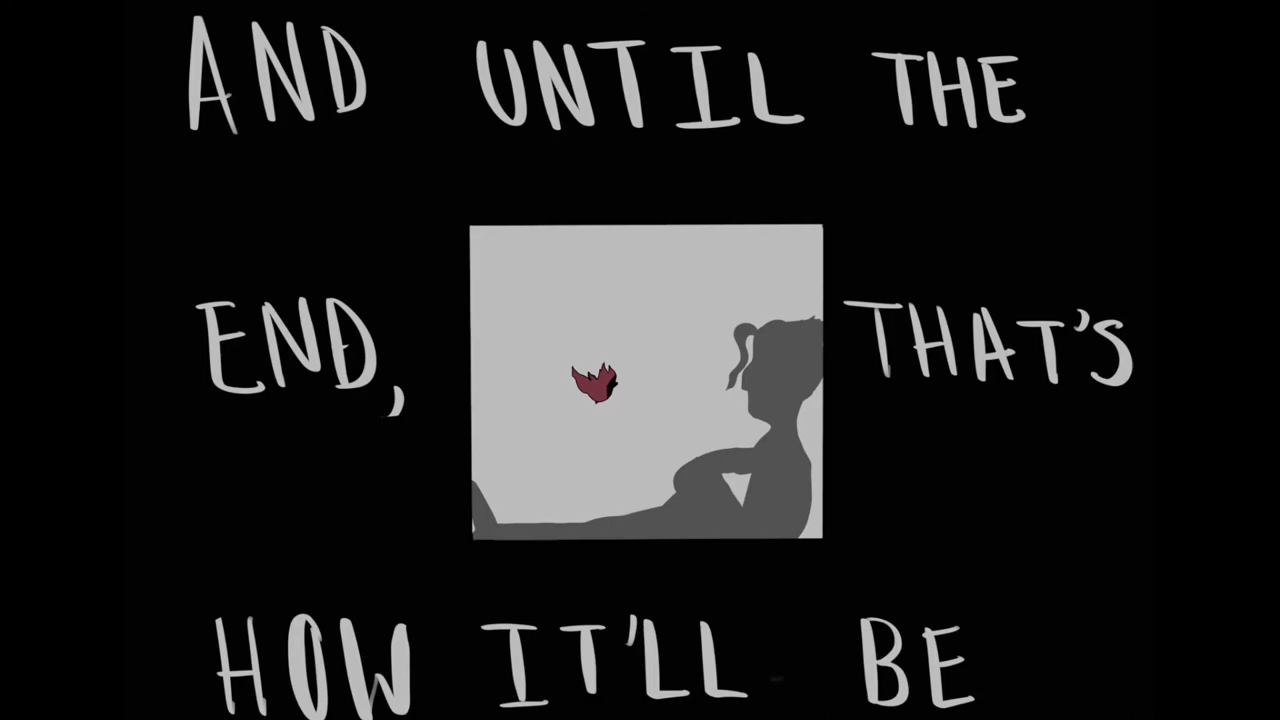 AND UNTIL THE
END, THAT'S
HOW IT'LL BE